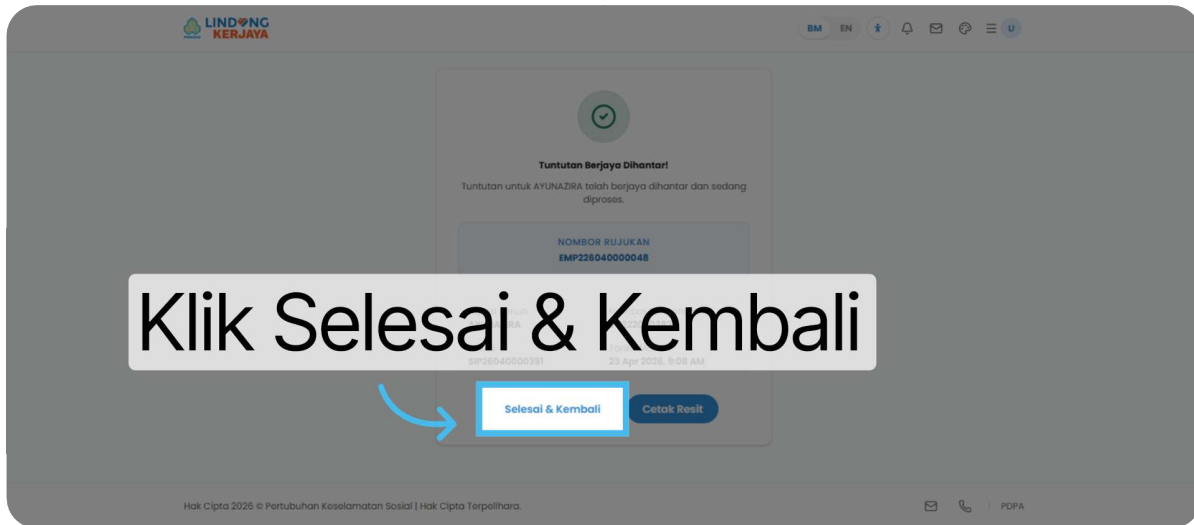 LINDUNG
KERJAYA
BM EN U
Tuntutan Berjaya Dihantar!
Tuntutan untuk AYUNAZIRA telah berjaya dihantar dan sedang
diproses.
NOMBOR RUJUKAN
EMP226040000048
Klik Selesai & Kembali
SIP26040000391 23 Apr 2026, 9:08 AM
Selesai & Kembali Cetak Resit
Hak Cipta 2026 © Pertubuhan Keselamatan Sosial | Hak Cipta Terpelihara. | PDPA